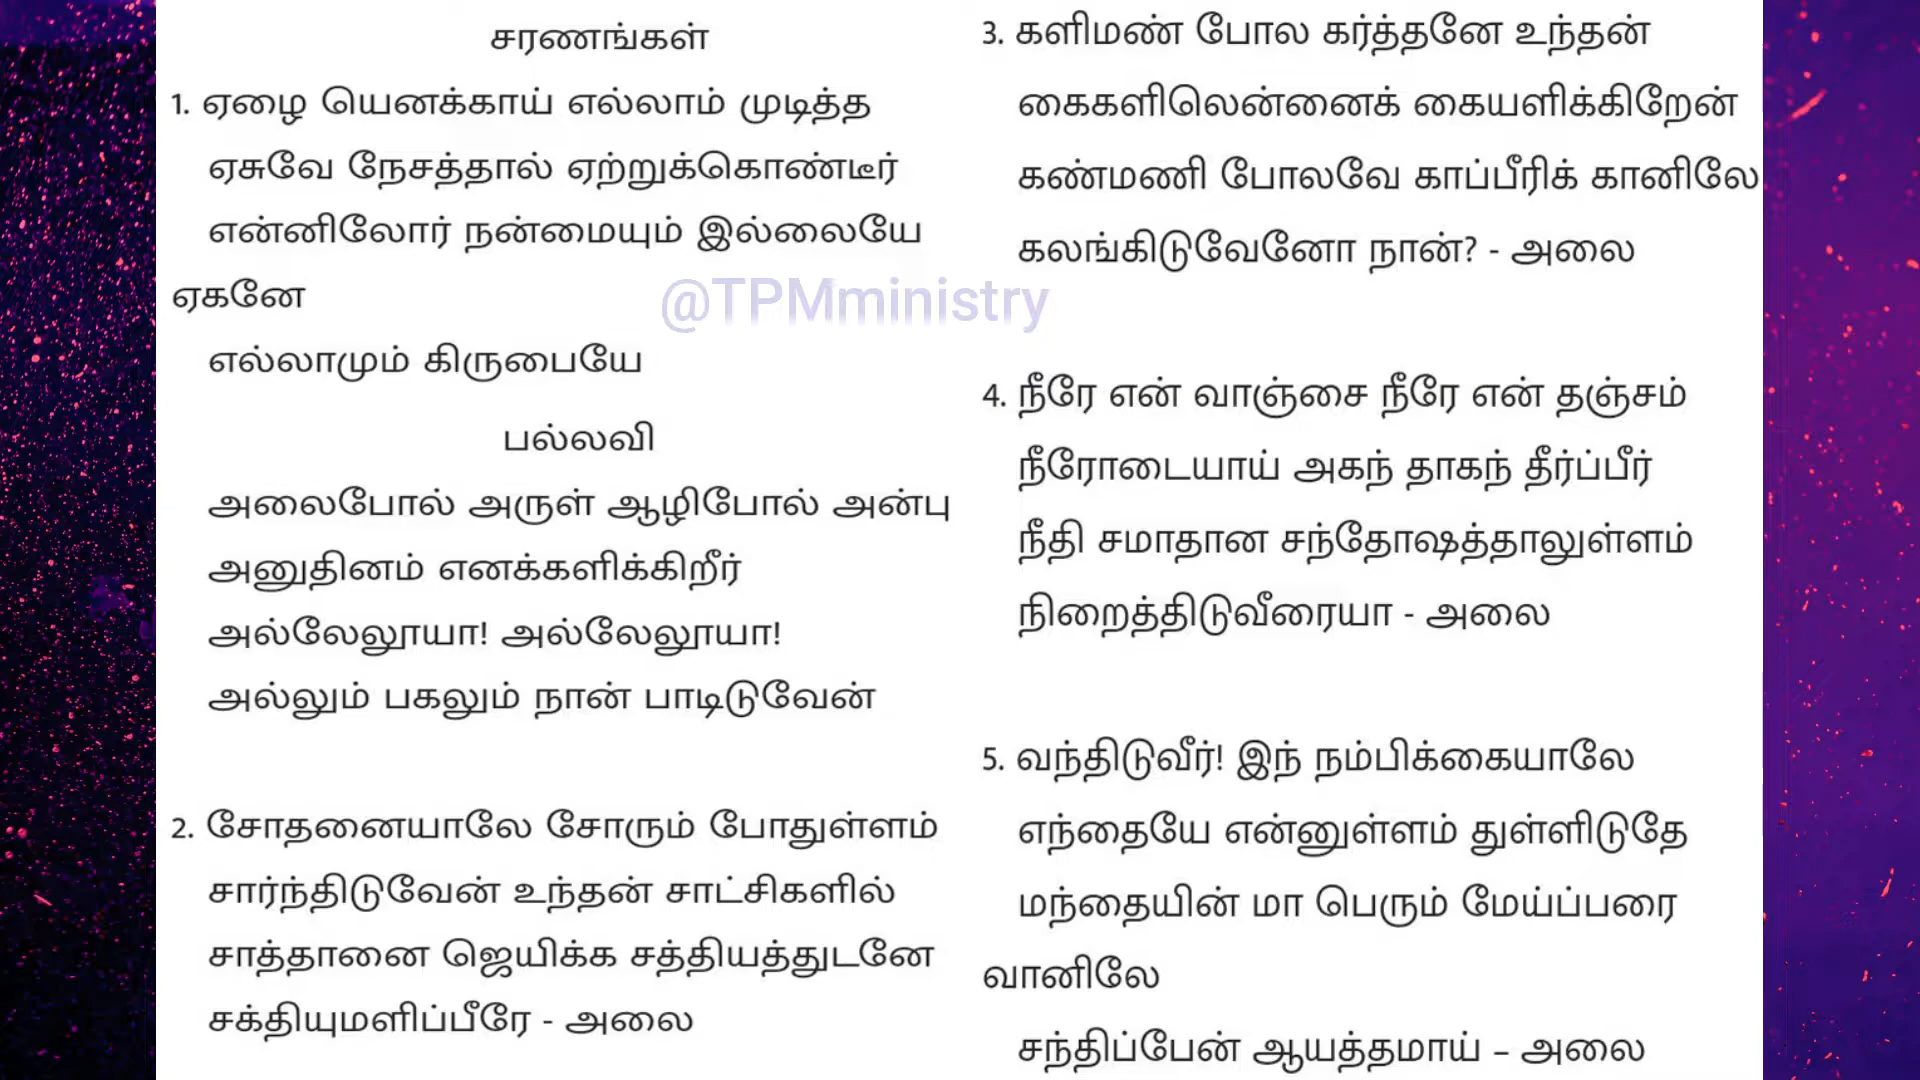 சரணங்கள்
1. ஏழை யெனக்காய் எல்லாம் முடித்த
ஏசுவே நேசத்தால் ஏற்றுக்கொண்டீர்
என்னிலோர் நன்மையும் இல்லையே
ஏகனே
எல்லாமும் கிருபையே
பல்லவி
அலைபோல் அருள் ஆழிபோல் அன்பு
அனுதினம் எனக்களிக்கிறீர்
அல்லேலூயா! அல்லேலூயா!
அல்லும் பகலும் நான் பாடிடுவேன்
2. சோதனையாலே சோரும் போதுள்ளம்
சார்ந்திடுவேன் உந்தன் சாட்சிகளில்
சாத்தானை ஜெயிக்க சத்தியத்துடனே
சக்தியுமளிப்பீரே - அலை
@TPMministry
3. களிமண் போல கர்த்தனே உந்தன்
கைகளிலென்னைக் கையளிக்கிறேன்
கண்மணி போலவே காப்பீரிக் கானிலே
கலங்கிடுவேனோ நான்? - அலை
4. நீரே என் வாஞ்சை நீரே என் தஞ்சம்
நீரோடையாய் அகந் தாகந் தீர்ப்பீர்
நீதி சமாதான சந்தோஷத்தாலுள்ளம்
நிறைத்திடுவீரையா - அலை
5. வந்திடுவீர்! இந் நம்பிக்கையாலே
எந்தையே என்னுள்ளம் துள்ளிடுதே
மந்தையின் மா பெரும் மேய்ப்பரை
வானிலே
சந்திப்பேன் ஆயத்தமாய் – அலை